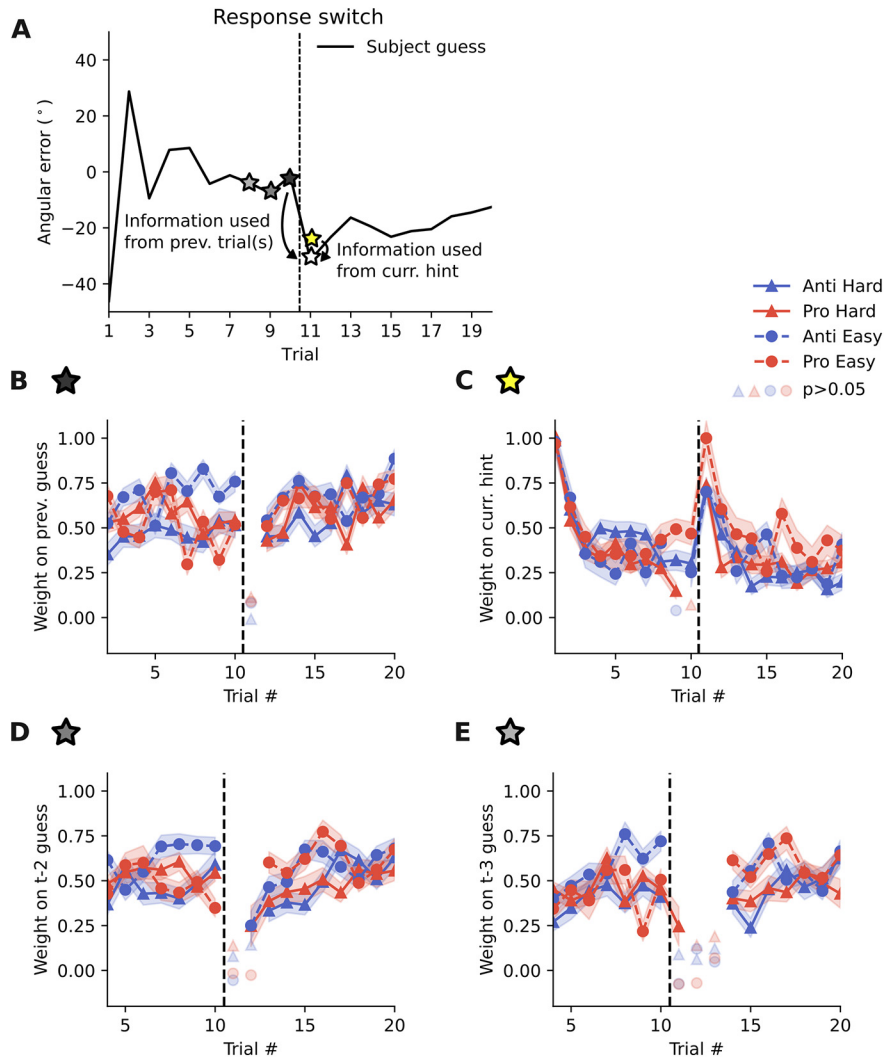 A
Response switch
Subject guess
Angular error (°)
40
20
0
−20
−40
Information used
from prev. trial(s)
Information used
from curr. hint
1 3 5 7 9 11 13 15 17 19
Trial
Anti Hard
Pro Hard
Anti Easy
Pro Easy
p>0.05
B
Weight on prev. guess
1.00
0.75
0.50
0.25
0.00
5 10 15 20
Trial #
C
Weight on curr. hint
1.00
0.75
0.50
0.25
0.00
5 10 15 20
Trial #
D
Weight on t-2 guess
1.00
0.75
0.50
0.25
0.00
5 10 15 20
Trial #
E
Weight on t-3 guess
1.00
0.75
0.50
0.25
0.00
5 10 15 20
Trial #